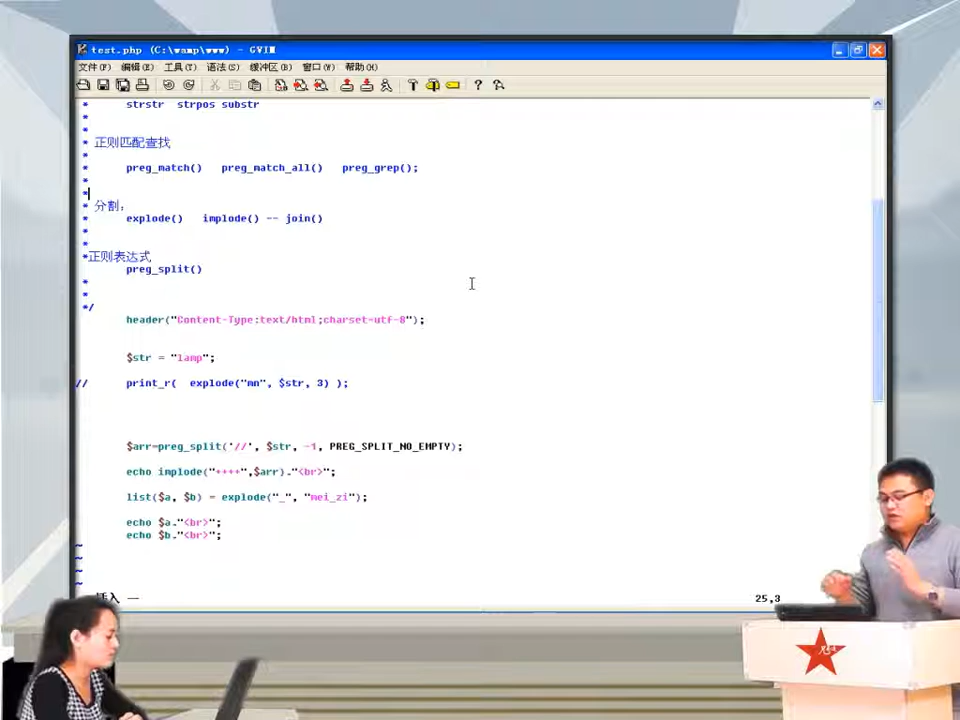 test.php (C:\wamp\www) - GVIM
文件(F) 编辑(E) 工具(T) 语法(S) 缓冲区(B) 窗口(W) 帮助(H)
* strstr strpos substr
*
*
* 正则匹配查找
*
* preg_match() preg_match_all() preg_grep();
*
*
* 分割：
* explode() implode() -- join()
*
*
*正则表达式
preg_split()
*
*
*/
header("Content-Type:text/html;charset=utf-8");
$str = "lamp";
// print_r( explode("mn", $str, 3) );
$arr=preg_split('//', $str, -1, PREG_SPLIT_NO_EMPTY);
echo implode("++++",$arr)."<br>";
list($a, $b) = explode("_", "mei_zi");
echo $a."<br>";
echo $b."<br>";
~
~
~
插入 -- 25,3